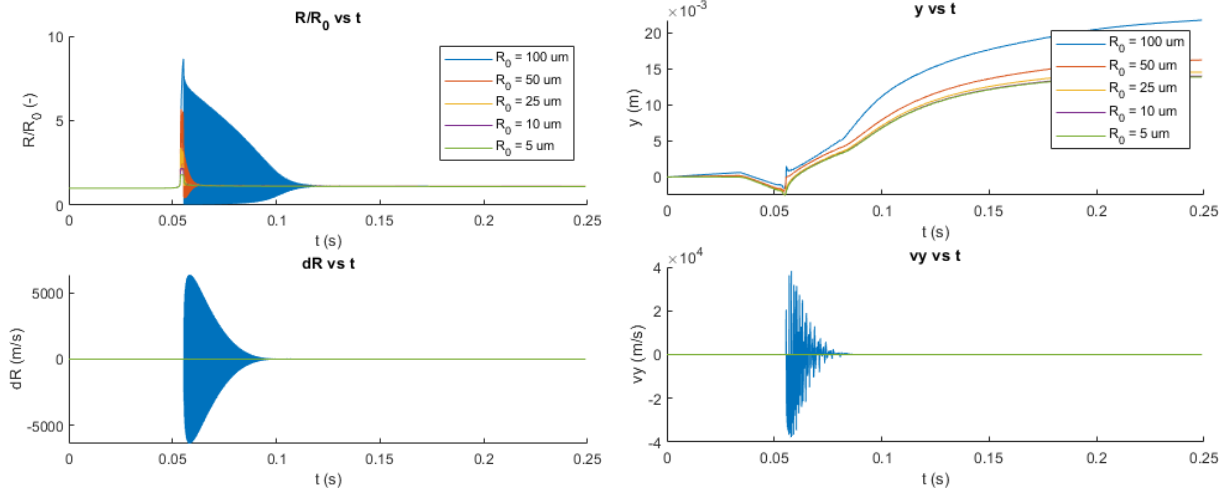 R/R0 vs t
R/R0 (-)
10
5
0
0 0.05 0.1 0.15 0.2 0.25
t (s)
R0 = 100 um
R0 = 50 um
R0 = 25 um
R0 = 10 um
R0 = 5 um
×10-3
y vs t
y (m)
20
15
10
5
0
0 0.05 0.1 0.15 0.2 0.25
t (s)
R0 = 100 um
R0 = 50 um
R0 = 25 um
R0 = 10 um
R0 = 5 um
dR vs t
dR (m/s)
5000
0
-5000
0 0.05 0.1 0.15 0.2 0.25
t (s)
×104
vy vs t
vy (m/s)
4
2
0
-2
-4
0 0.05 0.1 0.15 0.2 0.25
t (s)